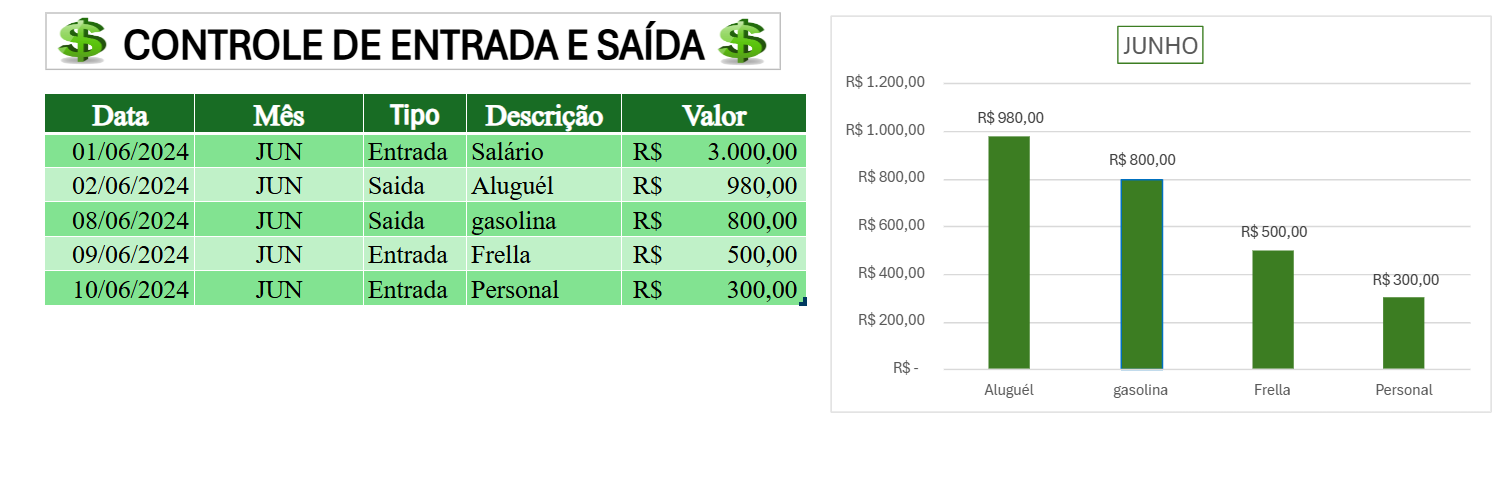 CONTROLE DE ENTRADA E SAÍDA
Data Mês Tipo Descrição Valor
01/06/2024 JUN Entrada Salário R$ 3.000,00
02/06/2024 JUN Saida Aluguél R$ 980,00
08/06/2024 JUN Saida gasolina R$ 800,00
09/06/2024 JUN Entrada Frella R$ 500,00
10/06/2024 JUN Entrada Personal R$ 300,00
JUNHO
R$ 1.200,00
R$ 1.000,00
R$ 800,00
R$ 600,00
R$ 400,00
R$ 200,00
R$ -
R$ 980,00
R$ 800,00
R$ 500,00
R$ 300,00
Aluguél gasolina Frella Personal